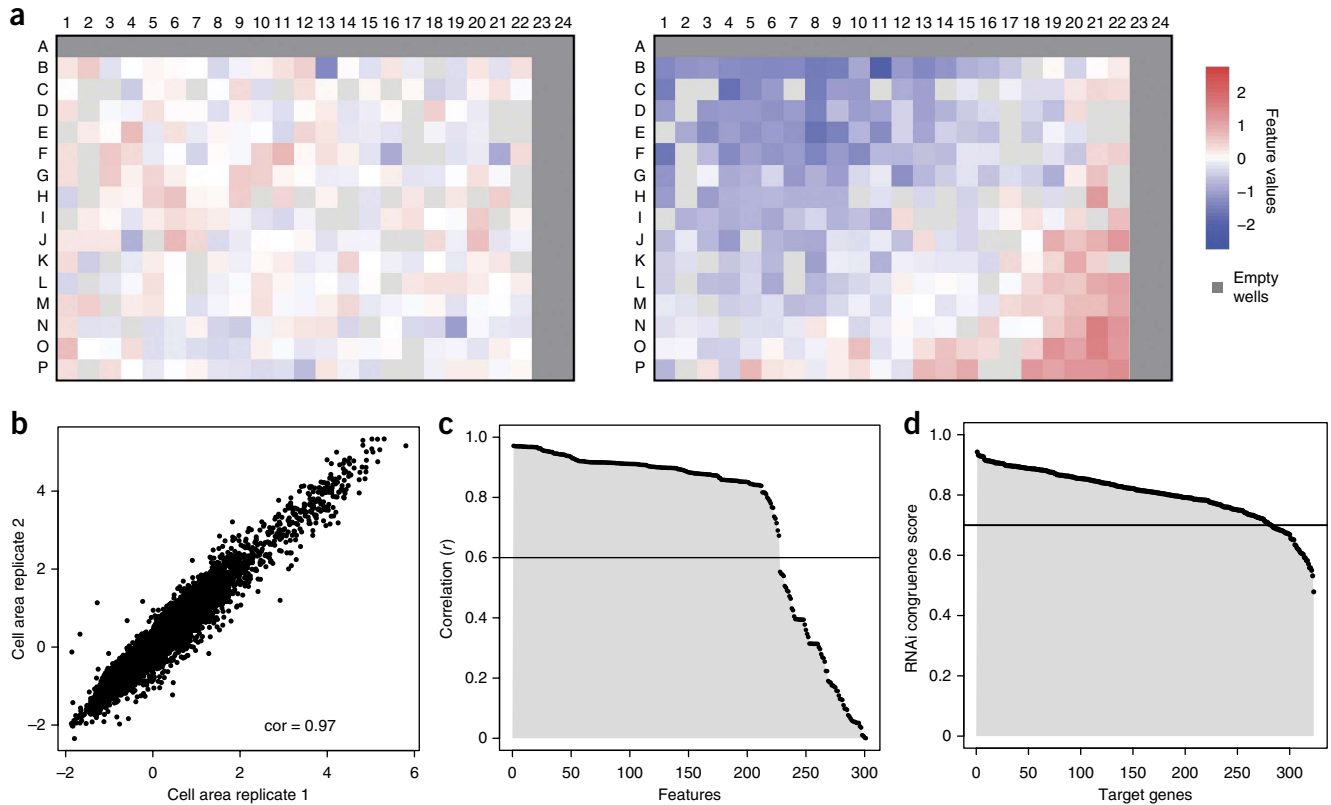 a
1 2 3 4 5 6 7 8 9 10 11 12 13 14 15 16 17 18 19 20 21 22 23 24
A
B
C
D
E
F
G
H
I
J
K
L
M
N
O
P
1 2 3 4 5 6 7 8 9 10 11 12 13 14 15 16 17 18 19 20 21 22 23 24
A
B
C
D
E
F
G
H
I
J
K
L
M
N
O
P
2
1
0
−1
−2
Feature values
Empty
wells
b
Cell area replicate 2
4
2
0
−2
cor = 0.97
−2 0 2 4 6
Cell area replicate 1
c
Correlation (r)
1.0
0.8
0.6
0.4
0.2
0
0 50 100 150 200 250 300
Features
d
RNAi congruence score
1.0
0.8
0.6
0.4
0.2
0
0 50 100 150 200 250 300
Target genes